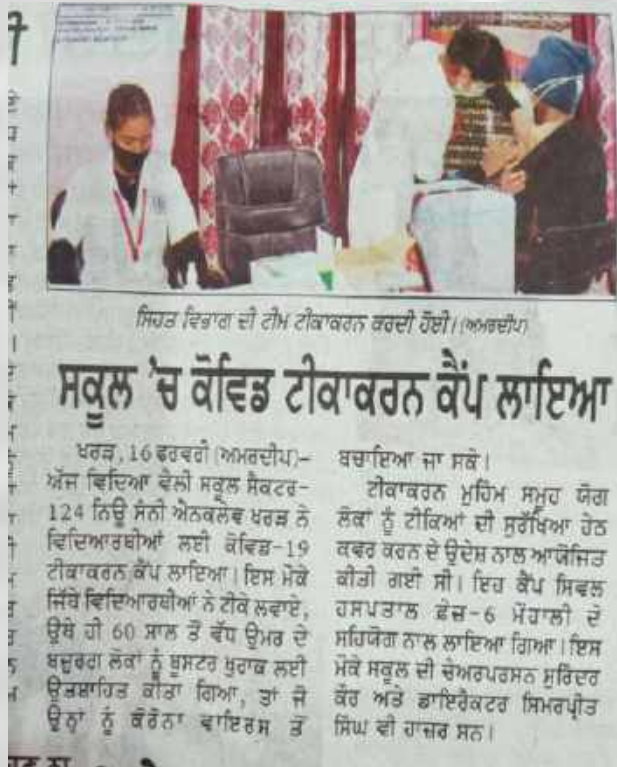 ਸਿਹਤ ਵਿਭਾਗ ਦੀ ਟੀਮ ਟੀਕਾਕਰਨ ਕਰਦੀ ਹੋਈ। (ਅਮਰਦੀਪ)
ਸਕੂਲ 'ਚ ਕੋਵਿਡ ਟੀਕਾਕਰਨ ਕੈਂਪ ਲਾਇਆ
ਖਰੜ, 16 ਫਰਵਰੀ (ਅਮਰਦੀਪ)–
ਅੱਜ ਵਿਦਿਆ ਵੈਲੀ ਸਕੂਲ ਸੈਕਟਰ–
124 ਨਿਊ ਸੰਨੀ ਐਨਕਲੇਵ ਖਰੜ ਨੇ
ਵਿਦਿਆਰਥੀਆਂ ਲਈ ਕੋਵਿਡ–19
ਟੀਕਾਕਰਨ ਕੈਂਪ ਲਾਇਆ। ਇਸ ਮੌਕੇ
ਜਿੱਥੇ ਵਿਦਿਆਰਥੀਆਂ ਨੇ ਟੀਕੇ ਲਵਾਏ,
ਉਥੇ ਹੀ 60 ਸਾਲ ਤੋਂ ਵੱਧ ਉਮਰ ਦੇ
ਬਜ਼ੁਰਗ ਲੋਕਾਂ ਨੂੰ ਬੂਸਟਰ ਖੁਰਾਕ ਲਈ
ਉਤਸ਼ਾਹਿਤ ਕੀਤਾ ਗਿਆ, ਤਾਂ ਜੋ
ਉਨ੍ਹਾਂ ਨੂੰ ਕੋਰੋਨਾ ਵਾਇਰਸ ਤੋਂ
ਬਚਾਇਆ ਜਾ ਸਕੇ।
ਟੀਕਾਕਰਨ ਮੁਹਿੰਮ ਸਮੂਹ ਯੋਗ
ਲੋਕਾਂ ਨੂੰ ਟੀਕਿਆਂ ਦੀ ਸੁਰੱਖਿਆ ਹੇਠ
ਕਵਰ ਕਰਨ ਦੇ ਉਦੇਸ਼ ਨਾਲ ਆਯੋਜਿਤ
ਕੀਤੀ ਗਈ ਸੀ। ਇਹ ਕੈਂਪ ਸਿਵਲ
ਹਸਪਤਾਲ ਫ਼ੇਜ਼–6 ਮੋਹਾਲੀ ਦੇ
ਸਹਿਯੋਗ ਨਾਲ ਲਾਇਆ ਗਿਆ। ਇਸ
ਮੌਕੇ ਸਕੂਲ ਦੀ ਚੇਅਰਪਰਸਨ ਸੁਰਿੰਦਰ
ਕੌਰ ਅਤੇ ਡਾਇਰੈਕਟਰ ਸਿਮਰਪ੍ਰੀਤ
ਸਿੰਘ ਵੀ ਹਾਜ਼ਰ ਸਨ।